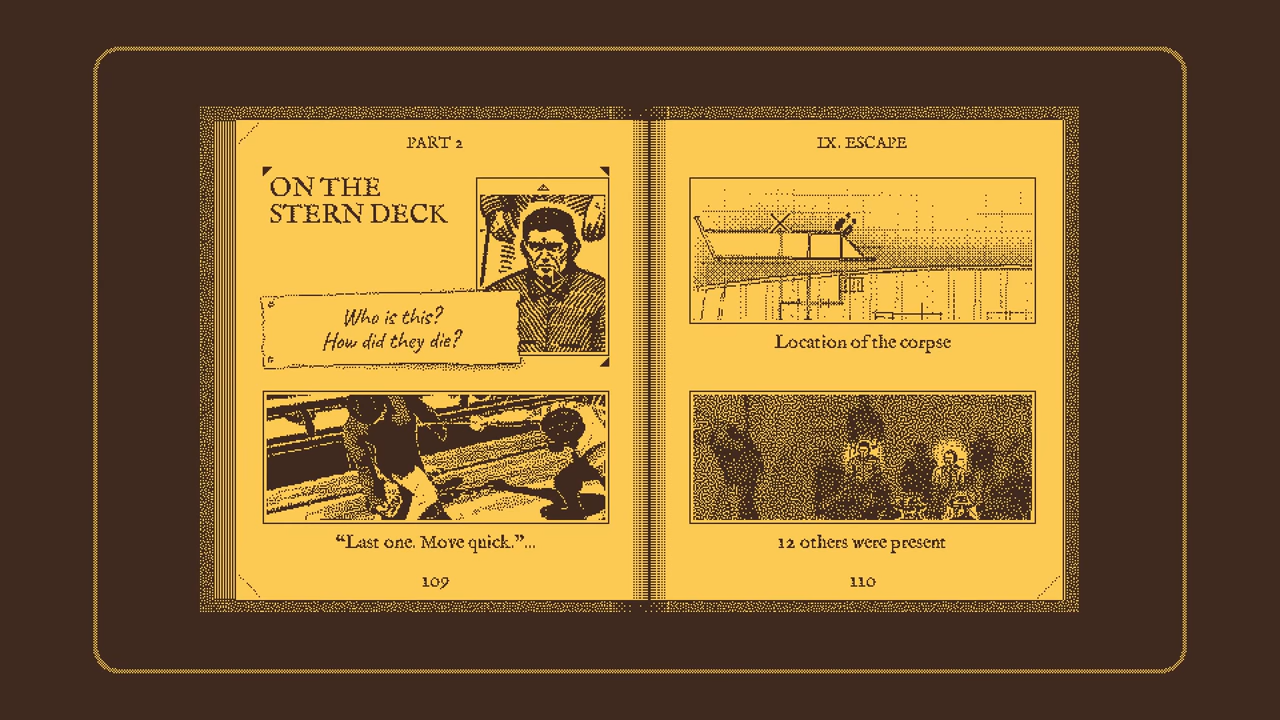 PART 2
ON THE
STERN DECK
Who is this?
How did they die?
“Last one. Move quick.”...
109
IX. ESCAPE
Location of the corpse
12 others were present
110